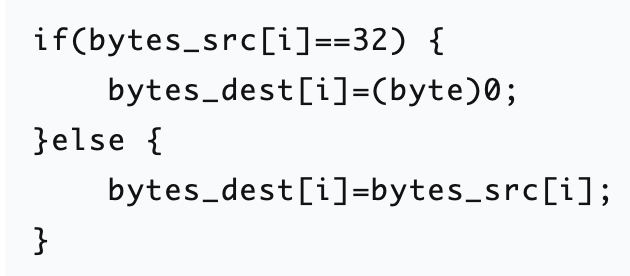 if(bytes_src[i]==32) {
    bytes_dest[i]=(byte)0;
}else {
    bytes_dest[i]=bytes_src[i];
}